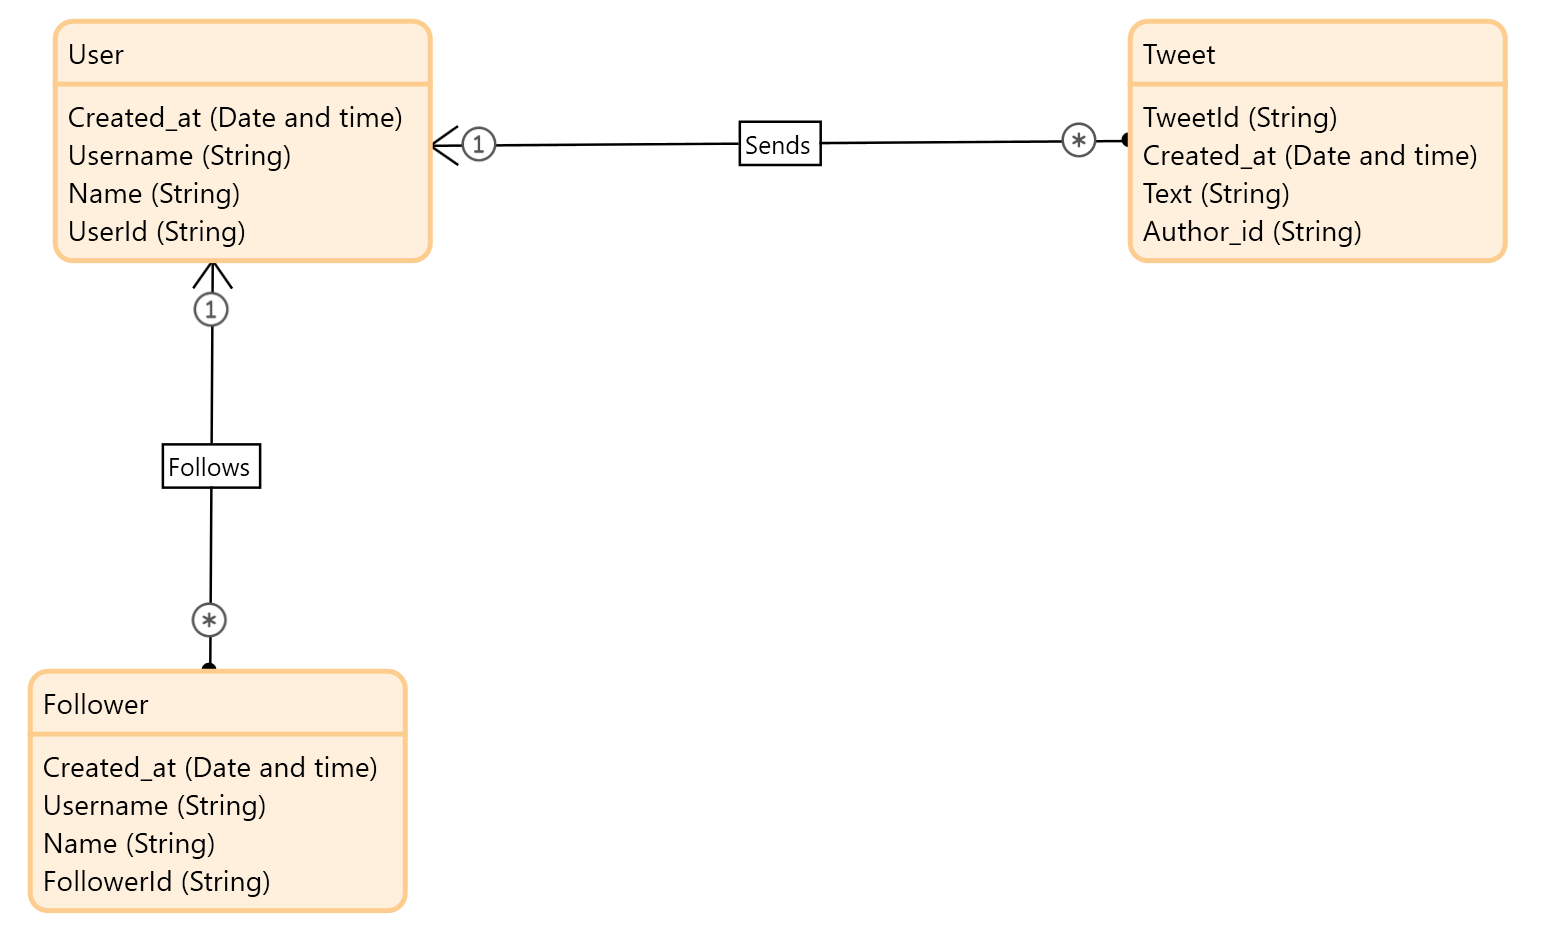 User
Created_at (Date and time)
Username (String)
Name (String)
UserId (String)
1
Sends
*
Tweet
TweetId (String)
Created_at (Date and time)
Text (String)
Author_id (String)
1
Follows
*
Follower
Created_at (Date and time)
Username (String)
Name (String)
FollowerId (String)